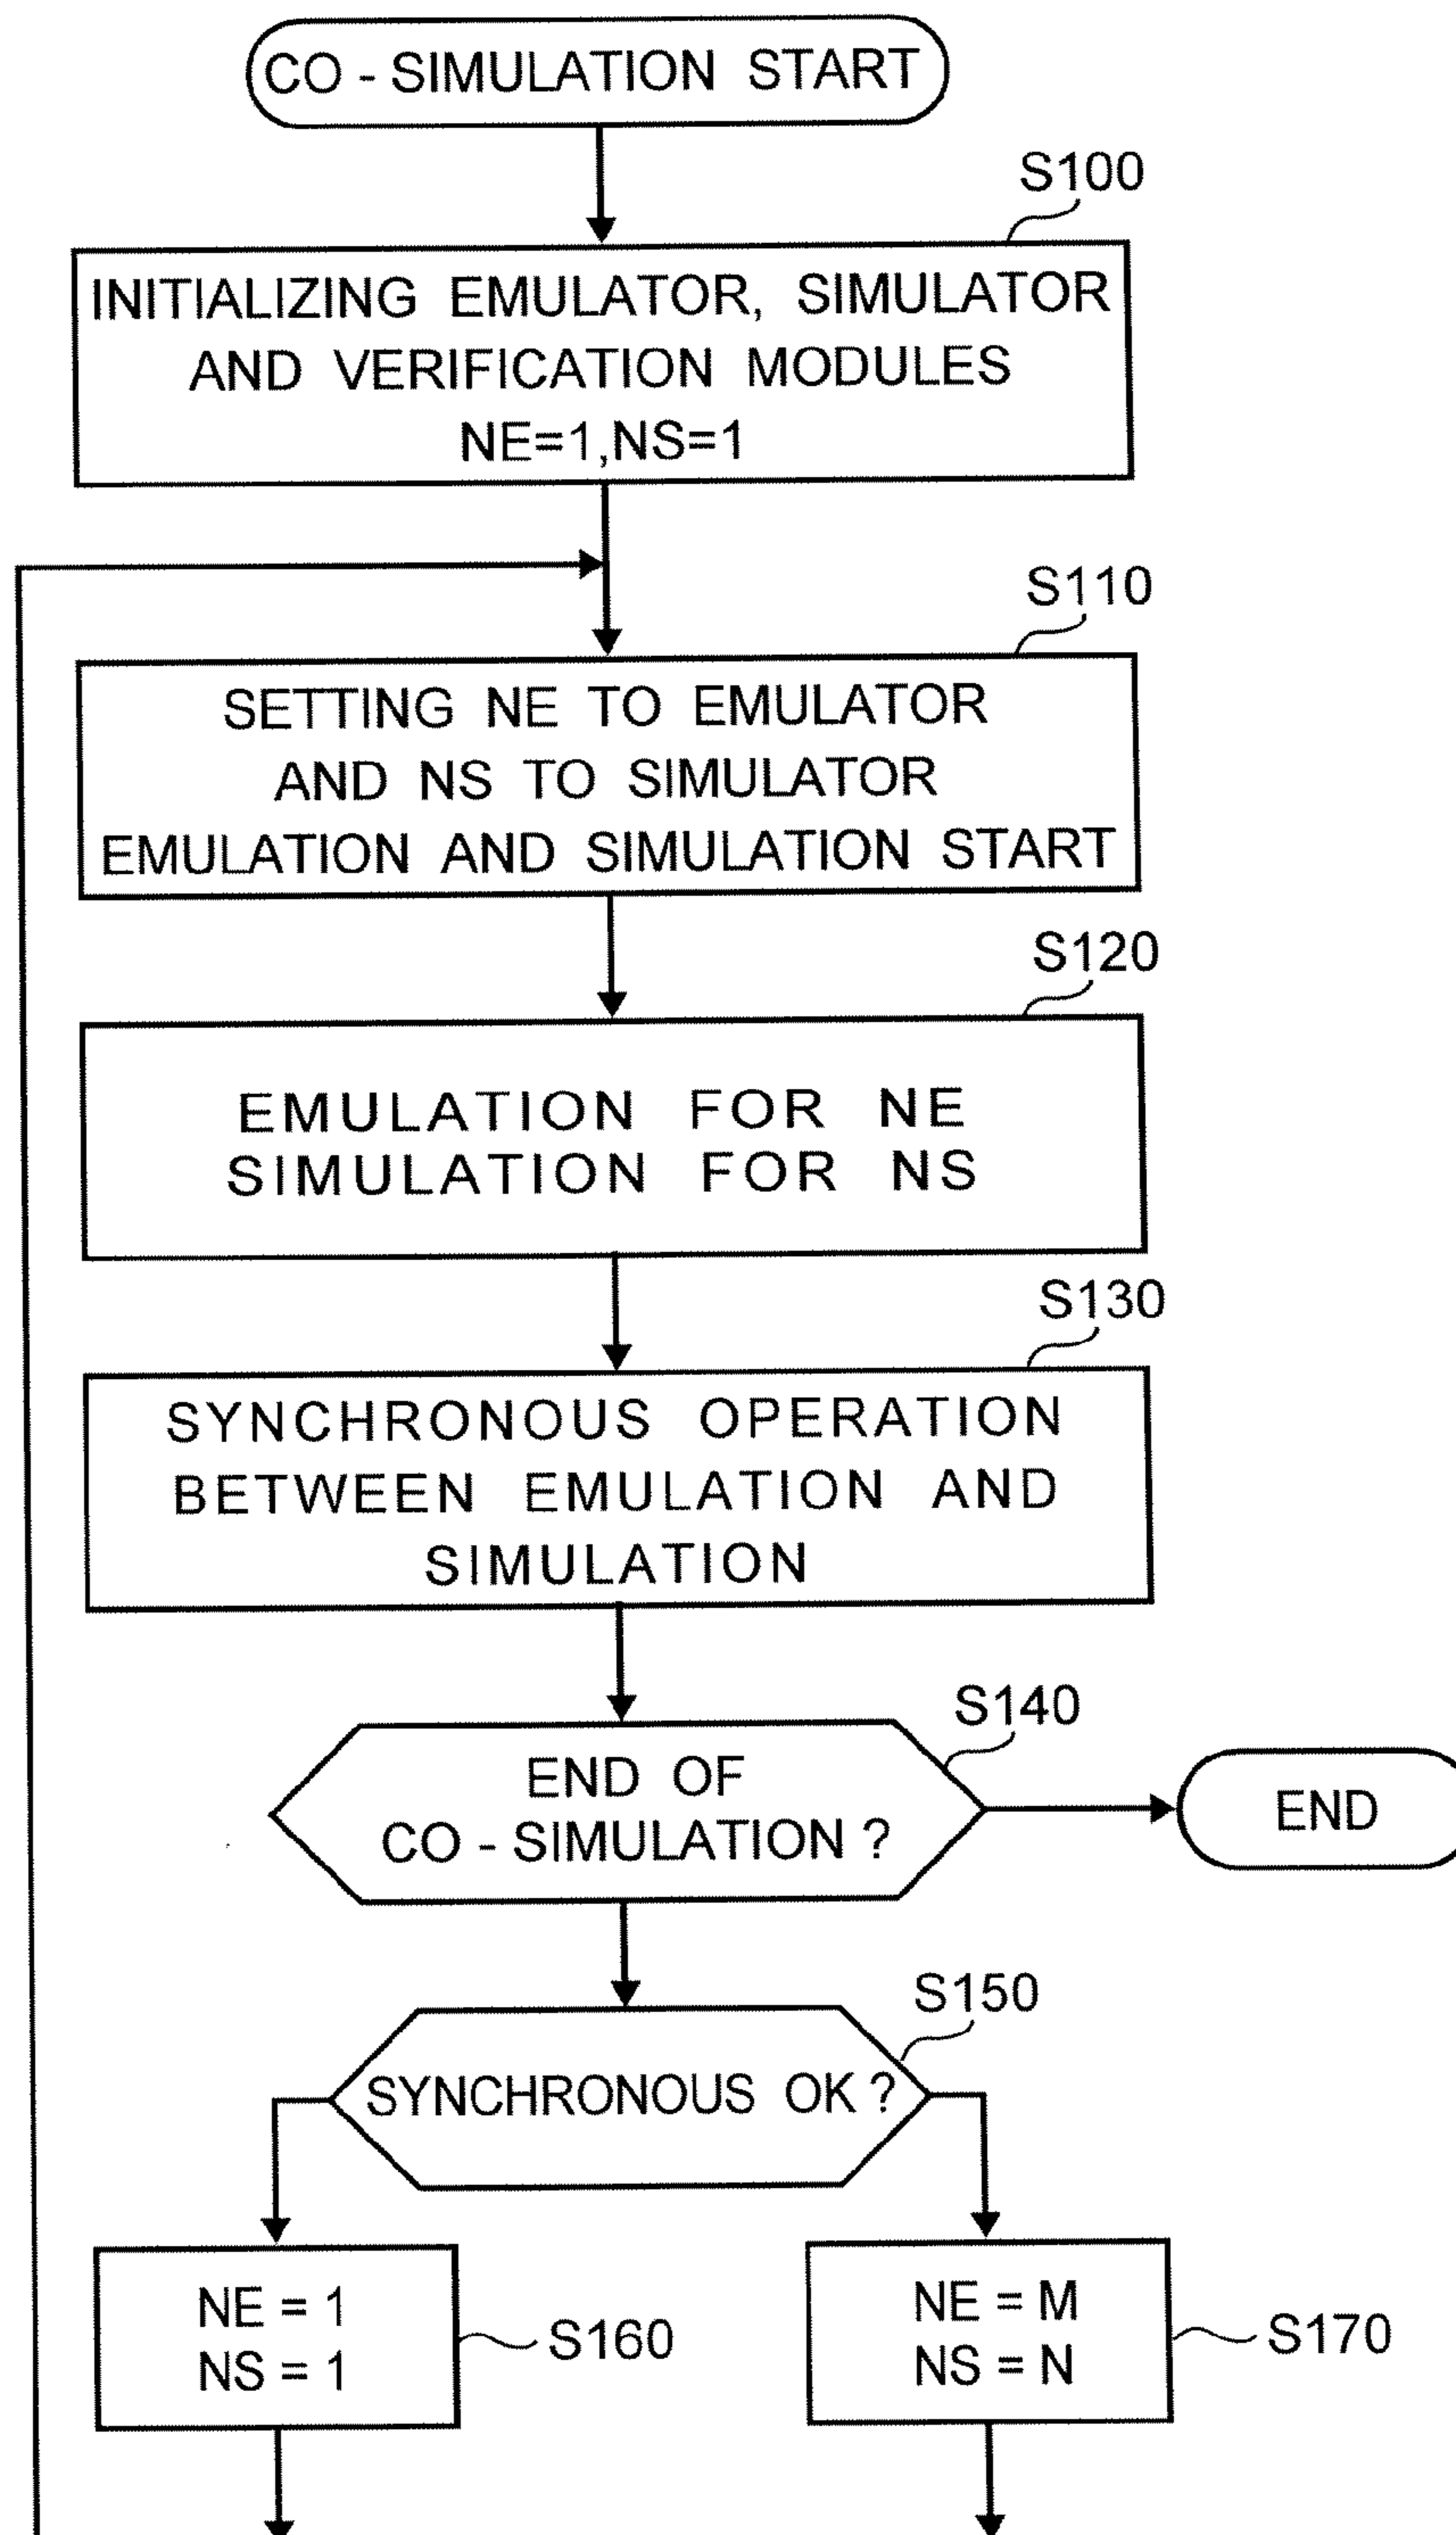 CO - SIMULATION START
S100
INITIALIZING EMULATOR, SIMULATOR
AND VERIFICATION MODULES
NE=1,NS=1
S110
SETTING NE TO EMULATOR
AND NS TO SIMULATOR
EMULATION AND SIMULATION START
S120
EMULATION FOR NE
SIMULATION FOR NS
S130
SYNCHRONOUS OPERATION
BETWEEN EMULATION AND
SIMULATION
S140
END OF
CO - SIMULATION ?
END
S150
SYNCHRONOUS OK ?
NE = 1
NS = 1
S160
NE = M
NS = N
S170